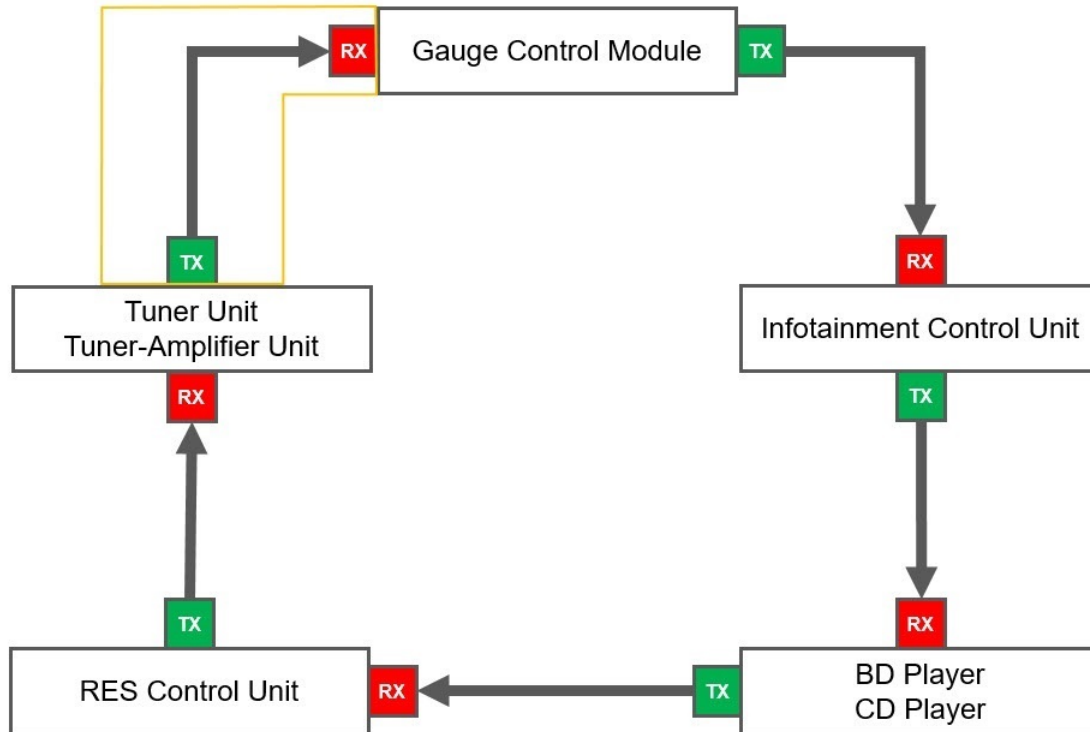 RX
Gauge Control Module
TX
TX
RX
Tuner Unit
Tuner-Amplifier Unit
Infotainment Control Unit
RX
TX
TX
RX
RES Control Unit
RX
TX
BD Player
CD Player